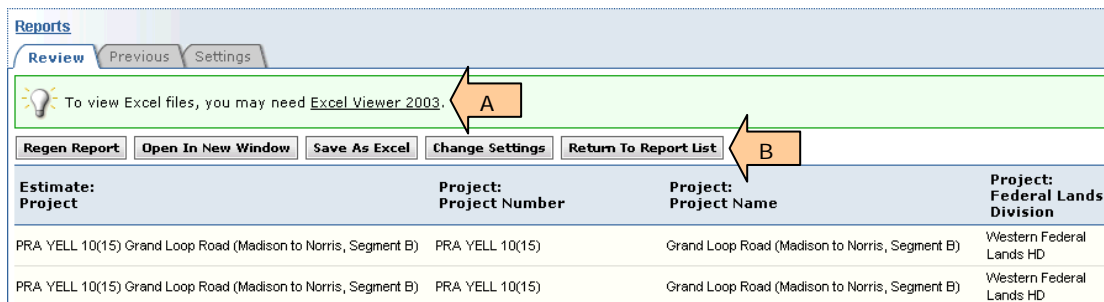 Reports
Review Previous Settings
To view Excel files, you may need Excel Viewer 2003. A
Regen Report Open In New Window Save As Excel Change Settings Return To Report List B
Estimate: Project: Project: Project:
Project Project Number Project Name Federal Lands
Division
PRA YELL 10(15) Grand Loop Road (Madison to Norris, Segment B) PRA YELL 10(15) Grand Loop Road (Madison to Norris, Segment B) Western Federal
Lands HD
PRA YELL 10(15) Grand Loop Road (Madison to Norris, Segment B) PRA YELL 10(15) Grand Loop Road (Madison to Norris, Segment B) Western Federal
Lands HD